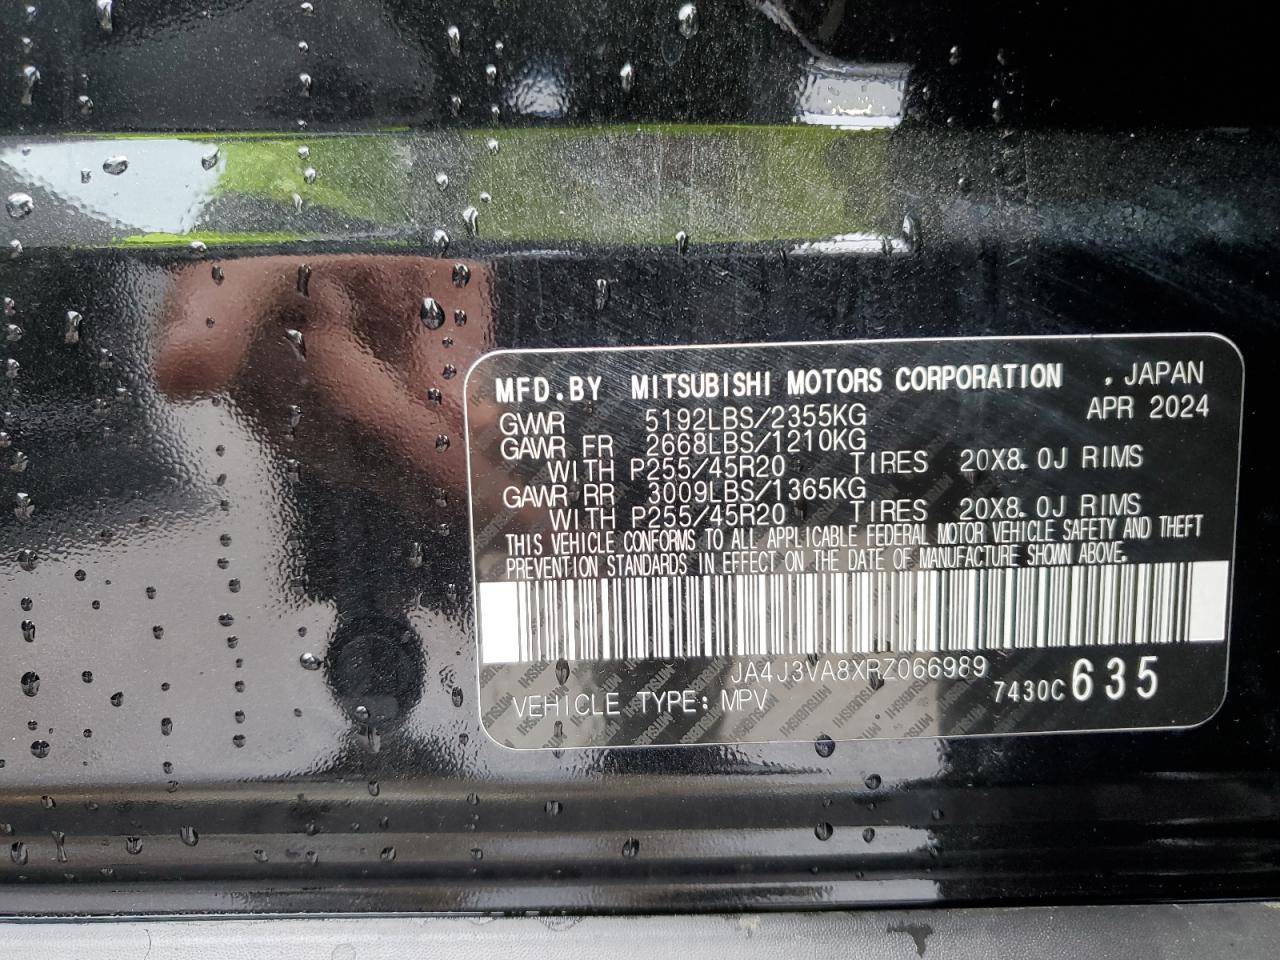 MFD.BY MITSUBISHI MOTORS CORPORATION , JAPAN
APR 2024
GVWR 5192LBS/2355KG
GAWR FR 2668LBS/1210KG
WITH P255/45R20 TIRES 20X8.0J RIMS
GAWR RR 3009LBS/1365KG
WITH P255/45R20 TIRES 20X8.0J RIMS
THIS VEHICLE CONFORMS TO ALL APPLICABLE FEDERAL MOTOR VEHICLE SAFETY AND THEFT
PREVENTION STANDARDS IN EFFECT ON THE DATE OF MANUFACTURE SHOWN ABOVE.
JA4J3VA8XRZ066989
VEHICLE TYPE: MPV 7430C 635